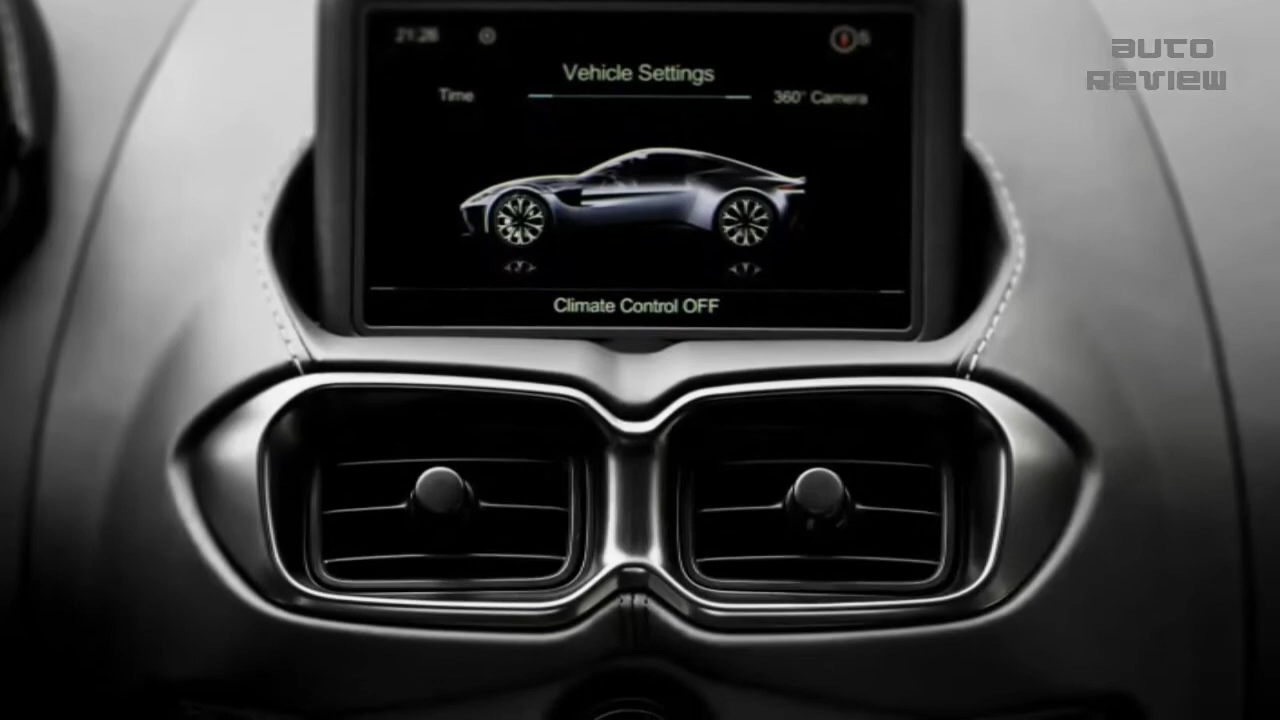 21:26
AUTO
REVIEW
Vehicle Settings
Time
360° Camera
Climate Control OFF